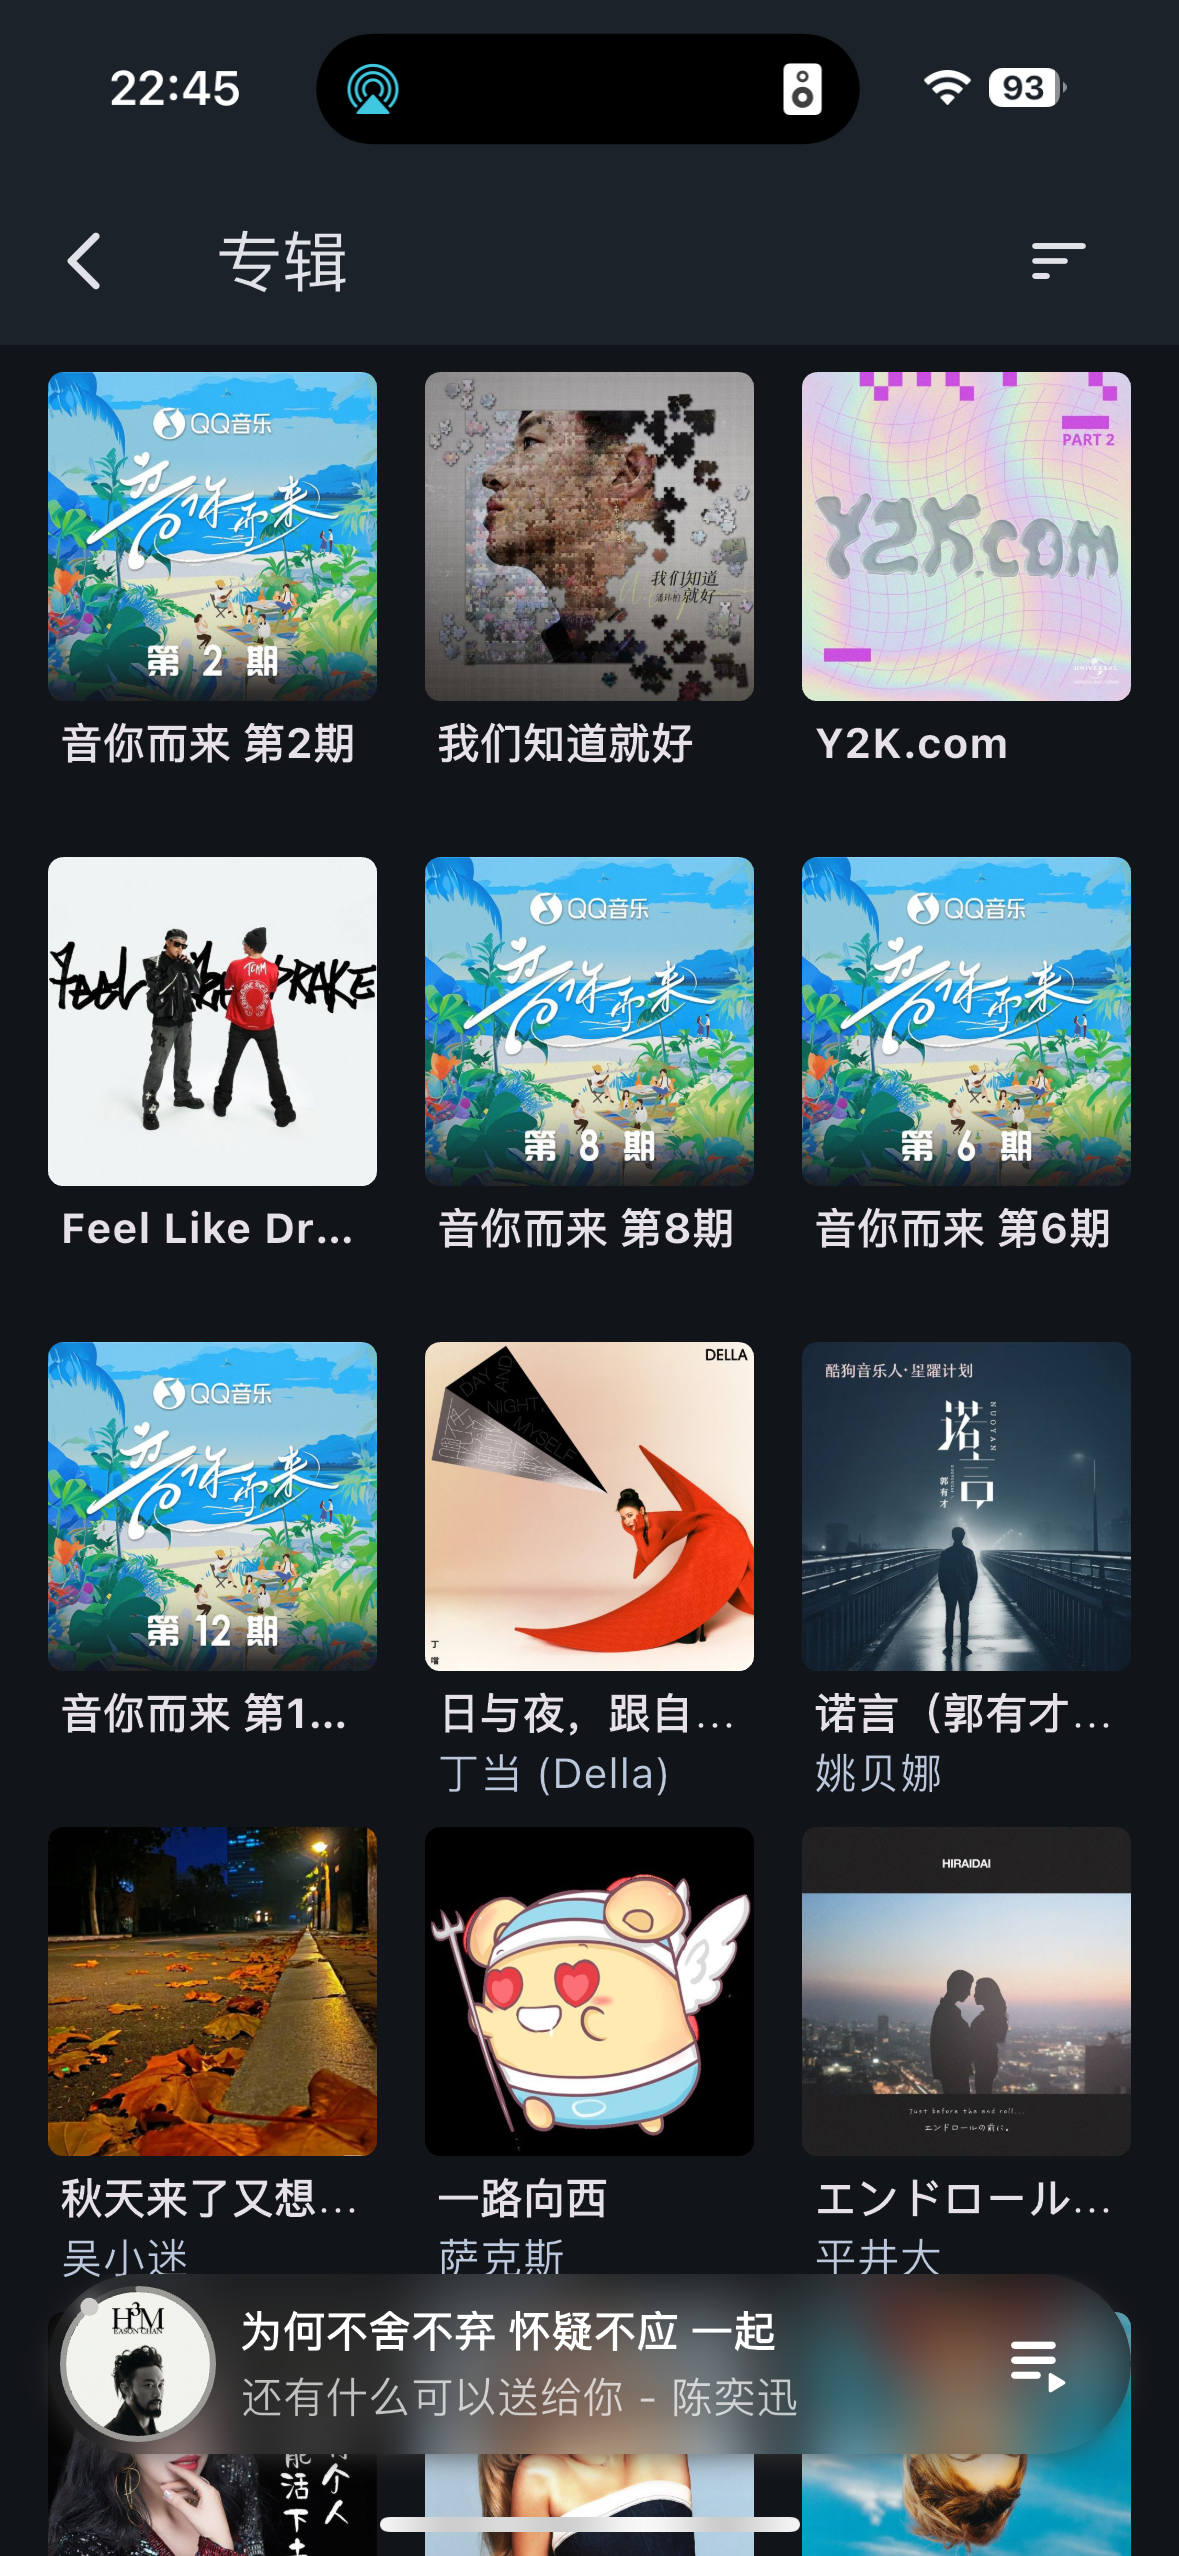 22:45
93
专辑
QQ音乐
音你而来
第 2 期
我们知道
潘玮柏 就好
PART 2
Y2K.com
UNIVERSAL
音你而来 第2期
我们知道就好
Y2K.com
Feel Like DRAKE
QQ音乐
音你而来
第 8 期
QQ音乐
音你而来
第 6 期
Feel Like Dr...
音你而来 第8期
音你而来 第6期
QQ音乐
音你而来
第 12 期
DELLA
DAY AND NIGHT, MYSELF
丁噹
酷狗音乐人·星曜计划
诺言
NUOYAN
郭有才
音你而来 第1...
日与夜，跟自...
诺言（郭有才...
丁当 (Della)
姚贝娜
HIRAIDAI
Just before the end roll...
エンドロールの前に。
秋天来了又想...
一路向西
エンドロール...
吴小迷
萨克斯
平井大
H3M
EASON CHAN
为何不舍不弃 怀疑不应 一起
还有什么可以送给你 - 陈奕迅
个人
能活下去